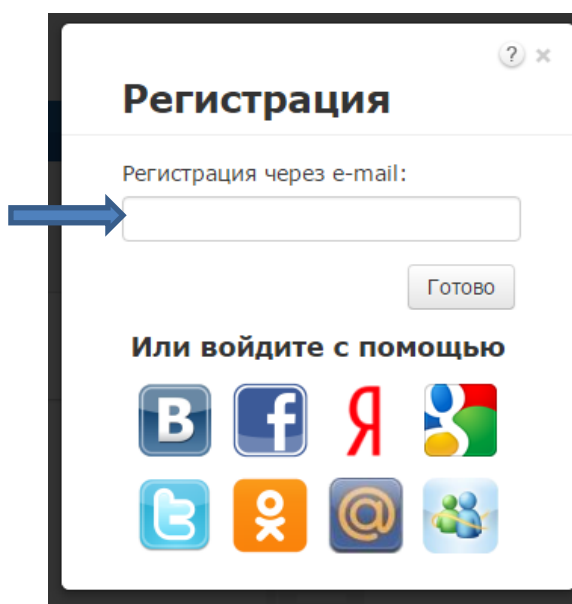 ?
Регистрация
Регистрация через e-mail:
Готово
Или войдите с помощью
В f Я g
t @